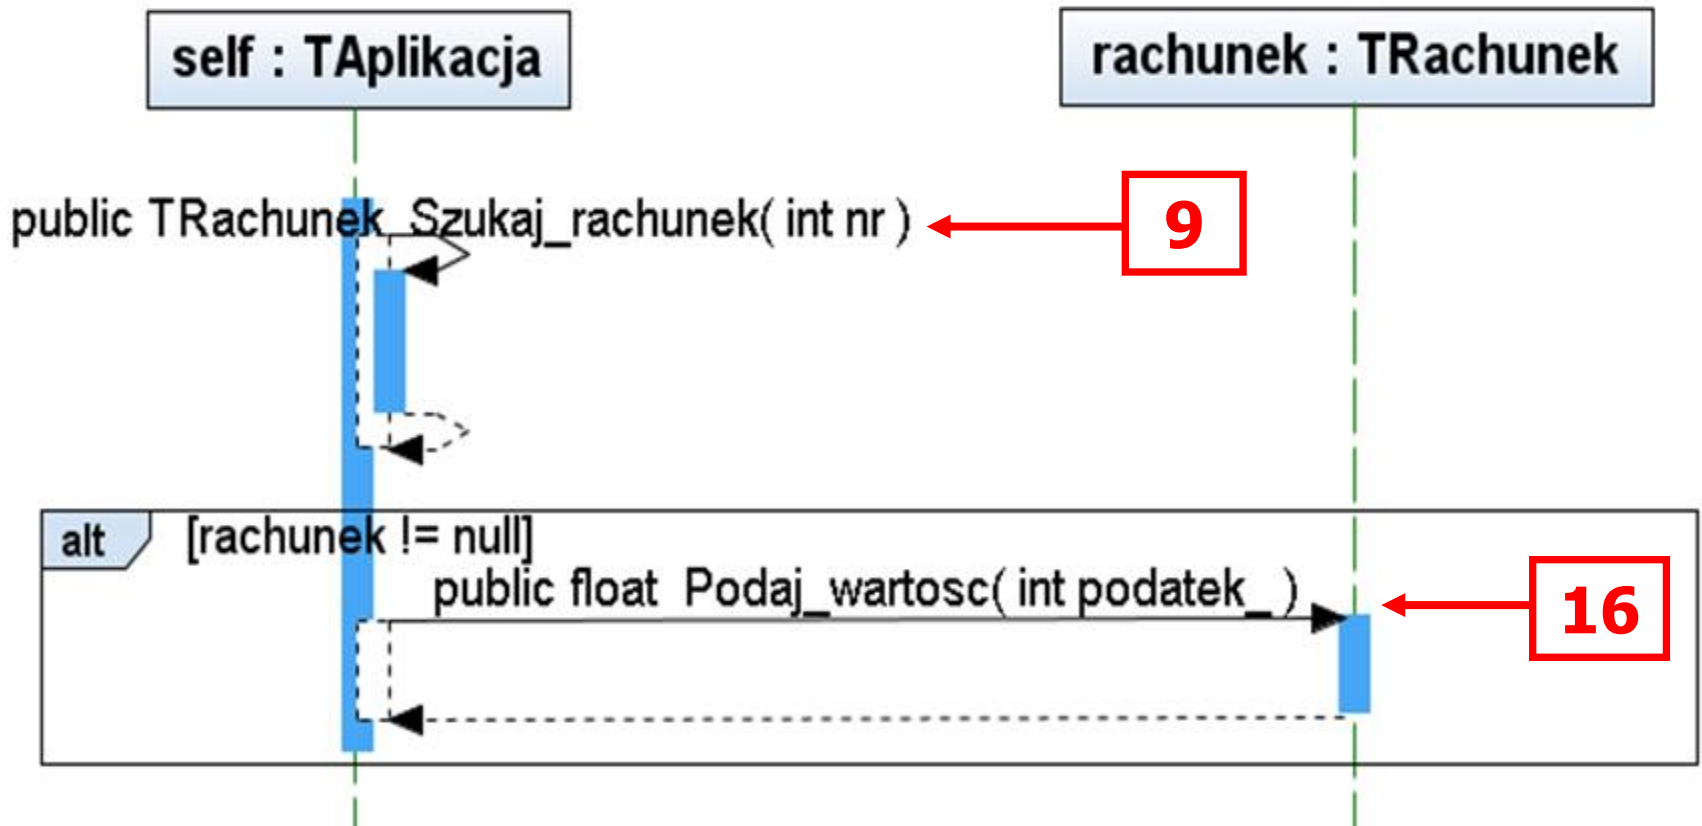 self : TAplikacja
rachunek : TRachunek
public TRachunek Szukaj_rachunek( int nr )
9
alt [rachunek != null]
public float Podaj_wartosc( int podatek_ )
16